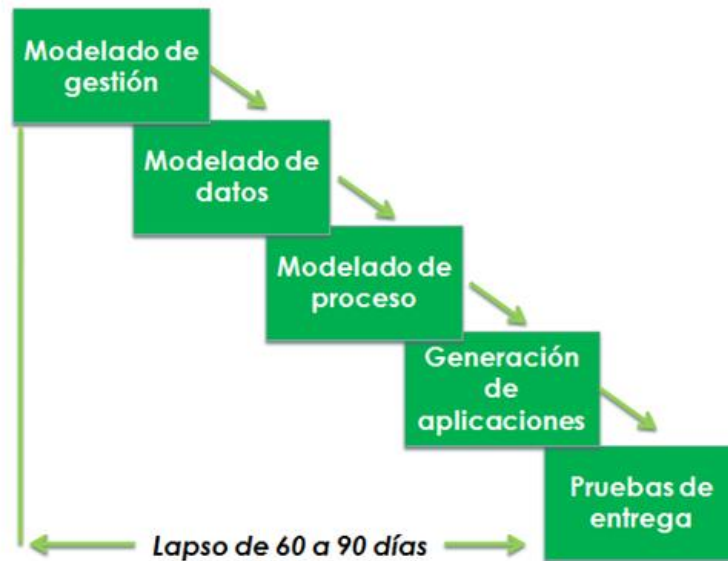 Modelado de
gestión
Modelado de
datos
Modelado de
proceso
Generación
de
aplicaciones
Pruebas de
entrega
Lapso de 60 a 90 días